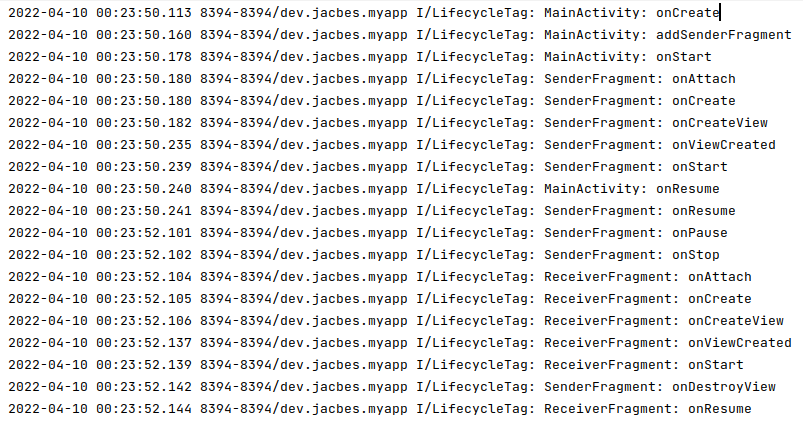 2022-04-10 00:23:50.113 8394-8394/dev.jacbes.myapp I/LifecycleTag: MainActivity: onCreate
2022-04-10 00:23:50.160 8394-8394/dev.jacbes.myapp I/LifecycleTag: MainActivity: addSenderFragment
2022-04-10 00:23:50.178 8394-8394/dev.jacbes.myapp I/LifecycleTag: MainActivity: onStart
2022-04-10 00:23:50.180 8394-8394/dev.jacbes.myapp I/LifecycleTag: SenderFragment: onAttach
2022-04-10 00:23:50.180 8394-8394/dev.jacbes.myapp I/LifecycleTag: SenderFragment: onCreate
2022-04-10 00:23:50.182 8394-8394/dev.jacbes.myapp I/LifecycleTag: SenderFragment: onCreateView
2022-04-10 00:23:50.235 8394-8394/dev.jacbes.myapp I/LifecycleTag: SenderFragment: onViewCreated
2022-04-10 00:23:50.239 8394-8394/dev.jacbes.myapp I/LifecycleTag: SenderFragment: onStart
2022-04-10 00:23:50.240 8394-8394/dev.jacbes.myapp I/LifecycleTag: MainActivity: onResume
2022-04-10 00:23:50.241 8394-8394/dev.jacbes.myapp I/LifecycleTag: SenderFragment: onResume
2022-04-10 00:23:52.101 8394-8394/dev.jacbes.myapp I/LifecycleTag: SenderFragment: onPause
2022-04-10 00:23:52.102 8394-8394/dev.jacbes.myapp I/LifecycleTag: SenderFragment: onStop
2022-04-10 00:23:52.104 8394-8394/dev.jacbes.myapp I/LifecycleTag: ReceiverFragment: onAttach
2022-04-10 00:23:52.105 8394-8394/dev.jacbes.myapp I/LifecycleTag: ReceiverFragment: onCreate
2022-04-10 00:23:52.106 8394-8394/dev.jacbes.myapp I/LifecycleTag: ReceiverFragment: onCreateView
2022-04-10 00:23:52.137 8394-8394/dev.jacbes.myapp I/LifecycleTag: ReceiverFragment: onViewCreated
2022-04-10 00:23:52.139 8394-8394/dev.jacbes.myapp I/LifecycleTag: ReceiverFragment: onStart
2022-04-10 00:23:52.142 8394-8394/dev.jacbes.myapp I/LifecycleTag: SenderFragment: onDestroyView
2022-04-10 00:23:52.144 8394-8394/dev.jacbes.myapp I/LifecycleTag: ReceiverFragment: onResume